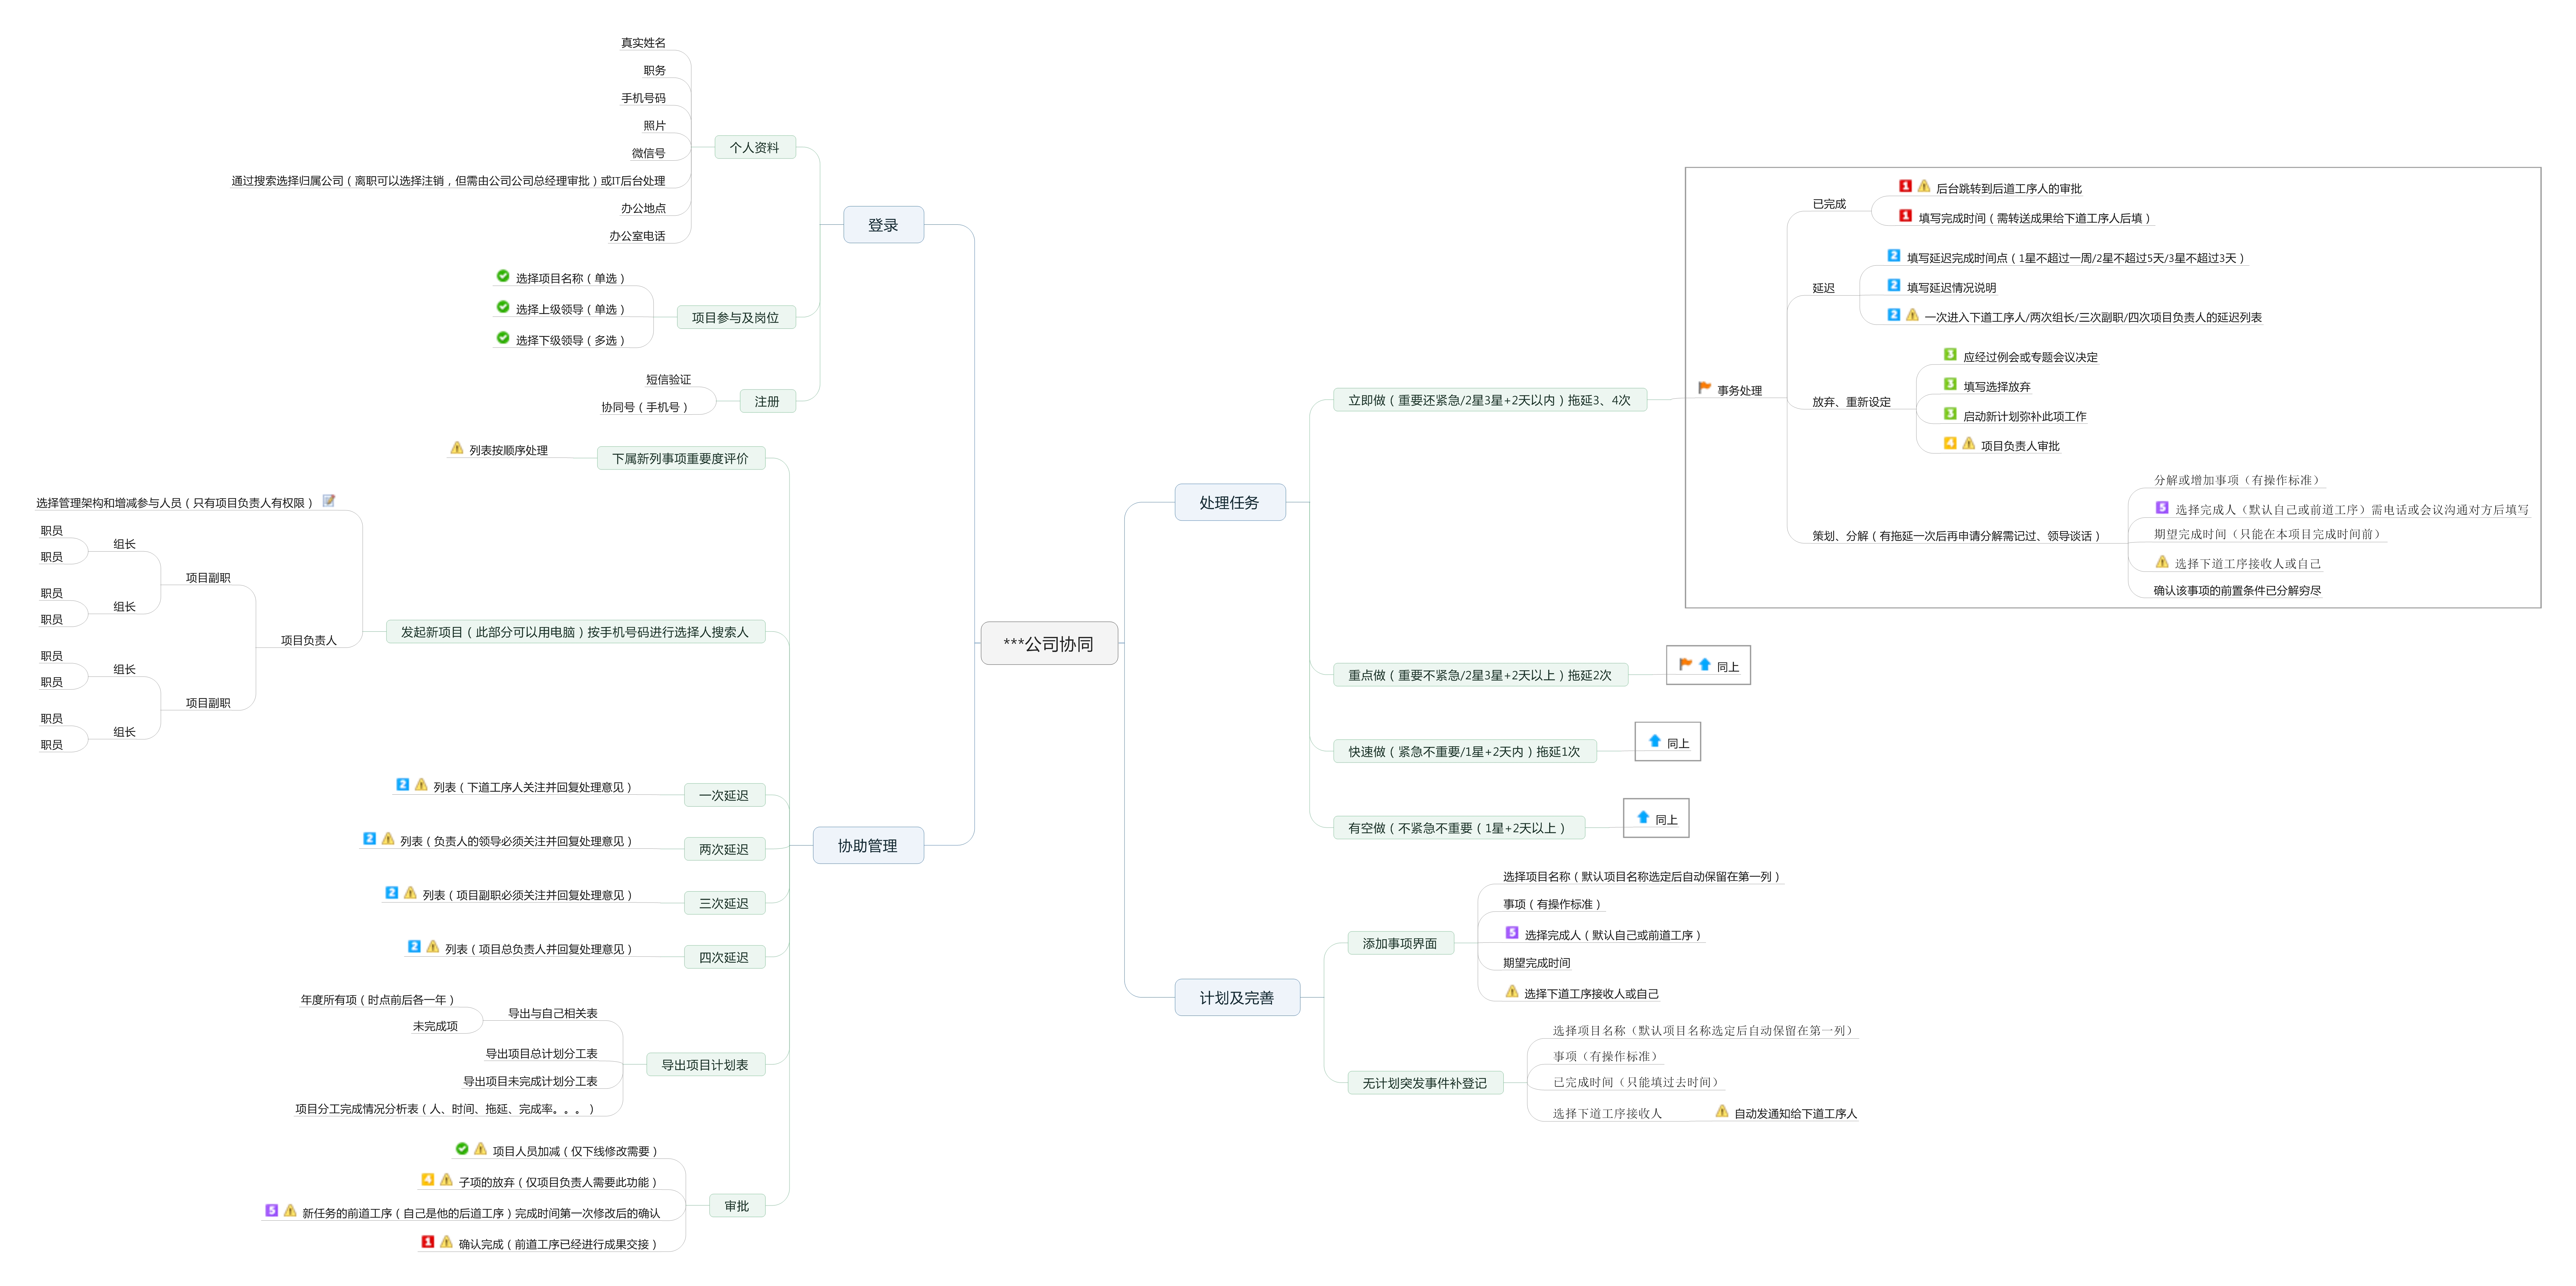 ***公司协同
登录
个人资料
真实姓名
职务
手机号码
照片
微信号
通过搜索选择归属公司（离职可以选择注销，但需由公司公司总经理审批）或IT后台处理
办公地点
办公室电话
项目参与及岗位
选择项目名称（单选）
选择上级领导（单选）
选择下级领导（多选）
注册
短信验证
协同号（手机号）
协助管理
下属新列事项重要度评价
列表按顺序处理
发起新项目（此部分可以用电脑）按手机号码进行选择人搜索人
选择管理架构和增减参与人员（只有项目负责人有权限）
项目负责人
项目副职
组长
职员
职员
组长
职员
职员
项目副职
组长
职员
职员
组长
职员
职员
一次延迟
2 列表（下道工序人关注并回复处理意见）
两次延迟
2 列表（负责人的领导必须关注并回复处理意见）
三次延迟
2 列表（项目副职必须关注并回复处理意见）
四次延迟
2 列表（项目总负责人并回复处理意见）
导出项目计划表
导出与自己相关表
年度所有项（时点前后各一年）
未完成项
导出项目总计划分工表
导出项目未完成计划分工表
项目分工完成情况分析表（人、时间、拖延、完成率。。。）
审批
项目人员加减（仅下线修改需要）
4 子项的放弃（仅项目负责人需要此功能）
5 新任务的前道工序（自己是他的后道工序）完成时间第一次修改后的确认
1 确认完成（前道工序已经进行成果交接）
处理任务
立即做（重要还紧急/2星3星+2天以内）拖延3、4次
事务处理
已完成
1 后台跳转到后道工序人的审批
1 填写完成时间（需转送成果给下道工序人后填）
延迟
2 填写延迟完成时间点（1星不超过一周/2星不超过5天/3星不超过3天）
2 填写延迟情况说明
2 一次进入下道工序人/两次组长/三次副职/四次项目负责人的延迟列表
放弃、重新设定
3 应经过例会或专题会议决定
3 填写选择放弃
3 启动新计划弥补此项工作
4 项目负责人审批
策划、分解（有拖延一次后再申请分解需记过、领导谈话）
分解或增加事项（有操作标准）
5 选择完成人（默认自己或前道工序）需电话或会议沟通对方后填写
期望完成时间（只能在本项目完成时间前）
选择下道工序接收人或自己
确认该事项的前置条件已分解穷尽
重点做（重要不紧急/2星3星+2天以上）拖延2次
同上
快速做（紧急不重要/1星+2天内）拖延1次
同上
有空做（不紧急不重要（1星+2天以上）
同上
计划及完善
添加事项界面
选择项目名称（默认项目名称选定后自动保留在第一列）
事项（有操作标准）
5 选择完成人（默认自己或前道工序）
期望完成时间
选择下道工序接收人或自己
无计划突发事件补登记
选择项目名称（默认项目名称选定后自动保留在第一列）
事项（有操作标准）
已完成时间（只能填过去时间）
选择下道工序接收人
自动发通知给下道工序人